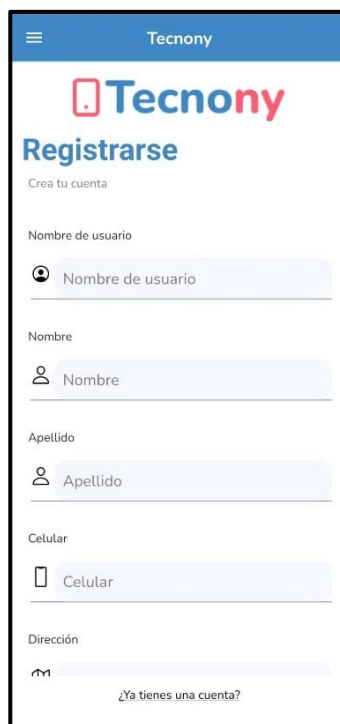 Tecnony
Tecnony
Registrarse
Crea tu cuenta
Nombre de usuario
Nombre de usuario
Nombre
Nombre
Apellido
Apellido
Celular
Celular
Dirección
¿Ya tienes una cuenta?